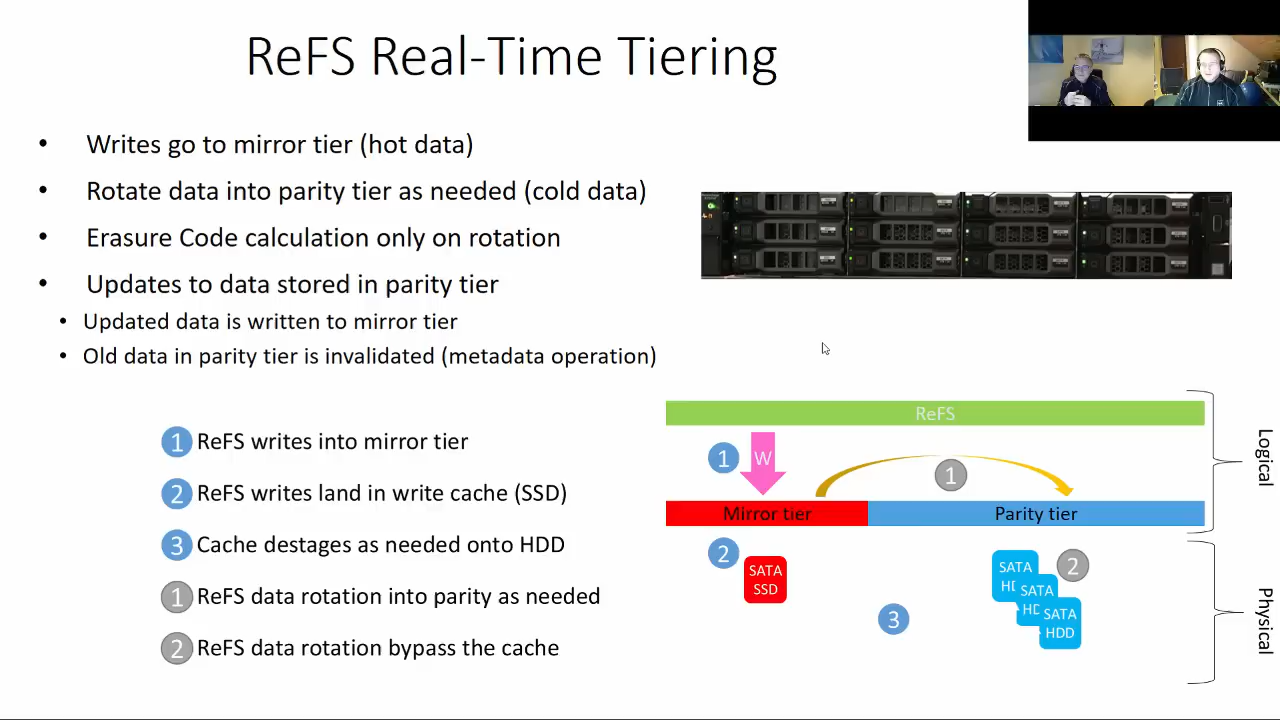 ReFS Real-Time Tiering
• Writes go to mirror tier (hot data)
• Rotate data into parity tier as needed (cold data)
• Erasure Code calculation only on rotation
• Updates to data stored in parity tier
• Updated data is written to mirror tier
• Old data in parity tier is invalidated (metadata operation)
1 ReFS writes into mirror tier
2 ReFS writes land in write cache (SSD)
3 Cache destages as needed onto HDD
1 ReFS data rotation into parity as needed
2 ReFS data rotation bypass the cache
ReFS
1
W
1
Mirror tier
Parity tier
2
SATA
SSD
3
SATA
HD
SATA
HD
SATA
HDD
2
Logical
Physical